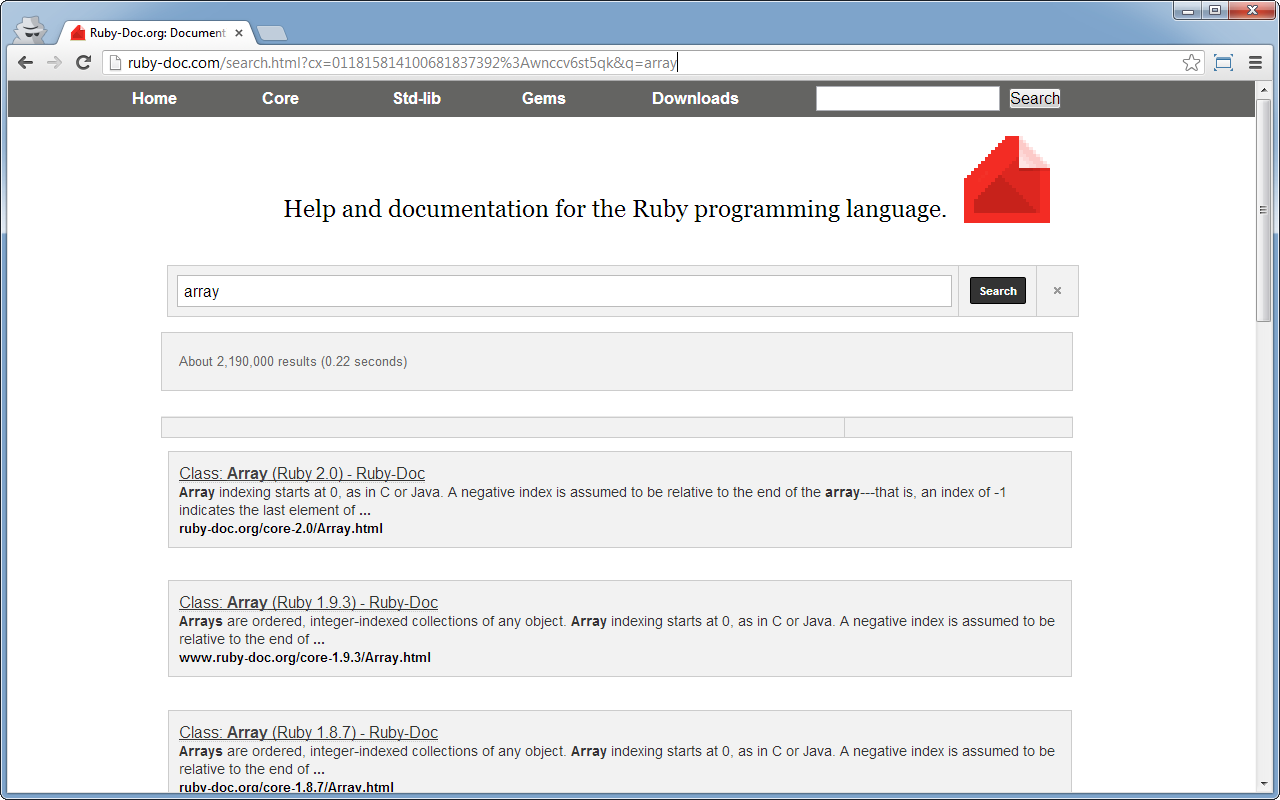 Ruby-Doc.org: Document
ruby-doc.com/search.html?cx=011815814100681837392%3Awnccv6st5qk&q=array
Home Core Std-lib Gems Downloads Search
Help and documentation for the Ruby programming language.
array Search
About 2,190,000 results (0.22 seconds)
Class: Array (Ruby 2.0) - Ruby-Doc
Array indexing starts at 0, as in C or Java. A negative index is assumed to be relative to the end of the array---that is, an index of -1
indicates the last element of ...
ruby-doc.org/core-2.0/Array.html
Class: Array (Ruby 1.9.3) - Ruby-Doc
Arrays are ordered, integer-indexed collections of any object. Array indexing starts at 0, as in C or Java. A negative index is assumed to be
relative to the end of ...
www.ruby-doc.org/core-1.9.3/Array.html
Class: Array (Ruby 1.8.7) - Ruby-Doc
Arrays are ordered, integer-indexed collections of any object. Array indexing starts at 0, as in C or Java. A negative index is assumed to be
relative to the end of ...
ruby-doc.org/core-1.8.7/Array.html